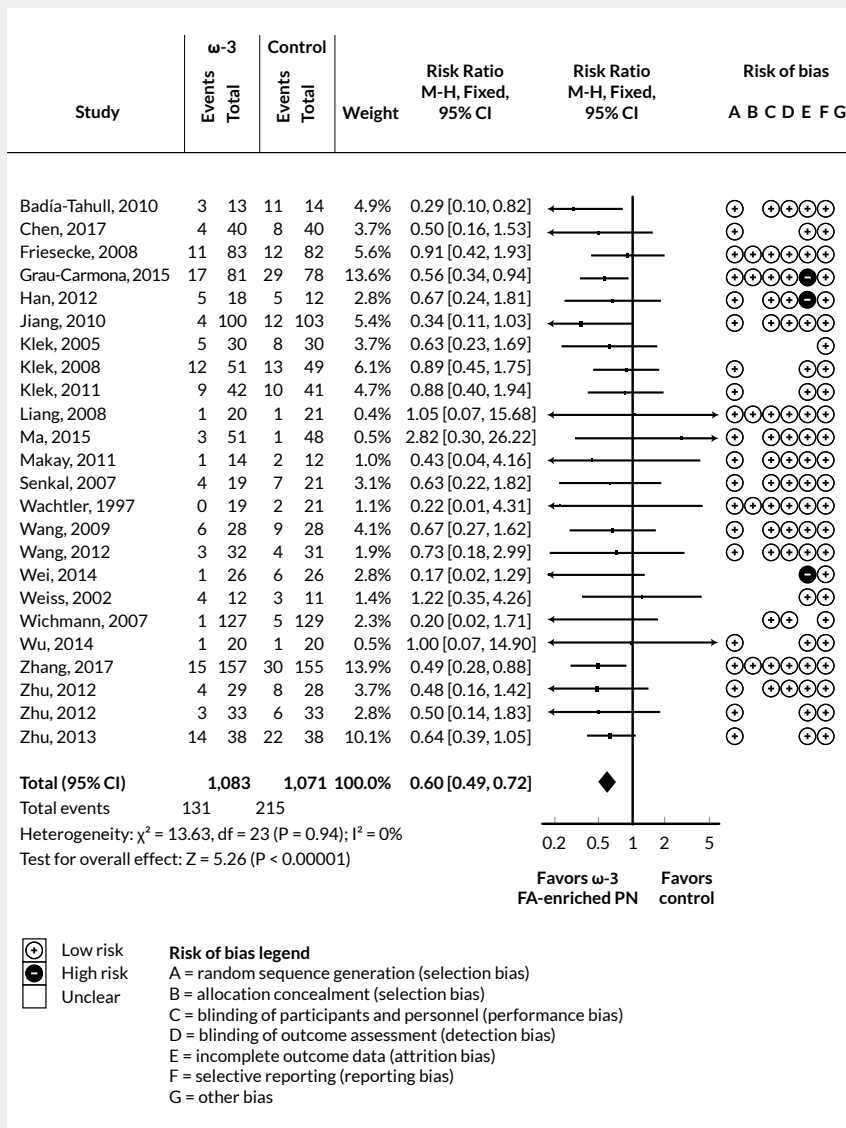 ω-3 Control
Events Total Events Total
Study Weight Risk Ratio M-H, Fixed, 95% CI Risk Ratio M-H, Fixed, 95% CI Risk of bias
A B C D E F G
Badía-Tahull, 2010 3 13 11 14 4.9% 0.29 [0.10, 0.82]
Chen, 2017 4 40 8 40 3.7% 0.50 [0.16, 1.53]
Friesecke, 2008 11 83 12 82 5.6% 0.91 [0.42, 1.93]
Grau-Carmona, 2015 17 81 29 78 13.6% 0.56 [0.34, 0.94]
Han, 2012 5 18 5 12 2.8% 0.67 [0.24, 1.81]
Jiang, 2010 4 100 12 103 5.4% 0.34 [0.11, 1.03]
Klek, 2005 5 30 8 30 3.7% 0.63 [0.23, 1.69]
Klek, 2008 12 51 13 49 6.1% 0.89 [0.45, 1.75]
Klek, 2011 9 42 10 41 4.7% 0.88 [0.40, 1.94]
Liang, 2008 1 20 1 21 0.4% 1.05 [0.07, 15.68]
Ma, 2015 3 51 1 48 0.5% 2.82 [0.30, 26.22]
Makay, 2011 1 14 2 12 1.0% 0.43 [0.04, 4.16]
Senkal, 2007 4 19 7 21 3.1% 0.63 [0.22, 1.82]
Wachtler, 1997 0 19 2 21 1.1% 0.22 [0.01, 4.31]
Wang, 2009 6 28 9 28 4.1% 0.67 [0.27, 1.62]
Wang, 2012 3 32 4 31 1.9% 0.73 [0.18, 2.99]
Wei, 2014 1 26 6 26 2.8% 0.17 [0.02, 1.29]
Weiss, 2002 4 12 3 11 1.4% 1.22 [0.35, 4.26]
Wichmann, 2007 1 127 5 129 2.3% 0.20 [0.02, 1.71]
Wu, 2014 1 20 1 20 0.5% 1.00 [0.07, 14.90]
Zhang, 2017 15 157 30 155 13.9% 0.49 [0.28, 0.88]
Zhu, 2012 4 29 8 28 3.7% 0.48 [0.16, 1.42]
Zhu, 2012 3 33 6 33 2.8% 0.50 [0.14, 1.83]
Zhu, 2013 14 38 22 38 10.1% 0.64 [0.39, 1.05]
Total (95% CI) 1,083 1,071 100.0% 0.60 [0.49, 0.72]
Total events 131 215
Heterogeneity: χ² = 13.63, df = 23 (P = 0.94); I² = 0%
Test for overall effect: Z = 5.26 (P < 0.00001)
0.2 0.5 1 2 5
Favors ω-3 Favors
FA-enriched PN control
Low risk
High risk
Unclear
Risk of bias legend
A = random sequence generation (selection bias)
B = allocation concealment (selection bias)
C = blinding of participants and personnel (performance bias)
D = blinding of outcome assessment (detection bias)
E = incomplete outcome data (attrition bias)
F = selective reporting (reporting bias)
G = other bias